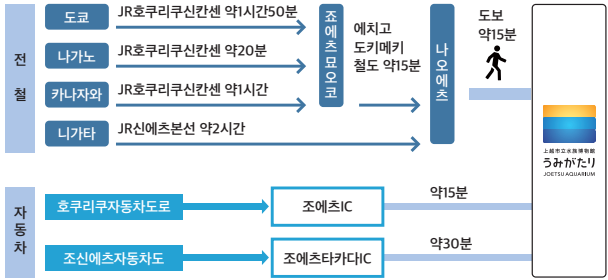 전철
도쿄
JR호쿠리쿠신칸센 약1시간50분
나가노
JR호쿠리쿠신칸센 약20분
카나자와
JR호쿠리쿠신칸센 약1시간
니가타
JR신에츠본선 약2시간
죠에츠묘오코
에치고
도키메키
철도 약15분
나오에츠
도보
약15분
上越市立水族博物館
うみがたり
JOETSU AQUARIUM
자동차
호쿠리쿠자동차도로
조에츠IC
약15분
조신에츠자동차도
조에츠타카다IC
약30분